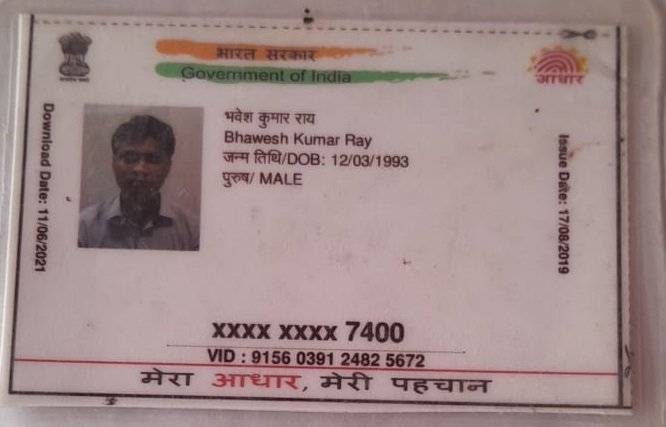 भारत सरकार
Government of India
आधार
भवेश कुमार राय
Bhawesh Kumar Ray
जन्म तिथि/DOB: 12/03/1993
पुरुष/ MALE
Download Date: 11/06/2021
Issue Date: 17/08/2019
XXXX XXXX 7400
VID : 9156 0391 2482 5672
मेरा आधार, मेरी पहचान